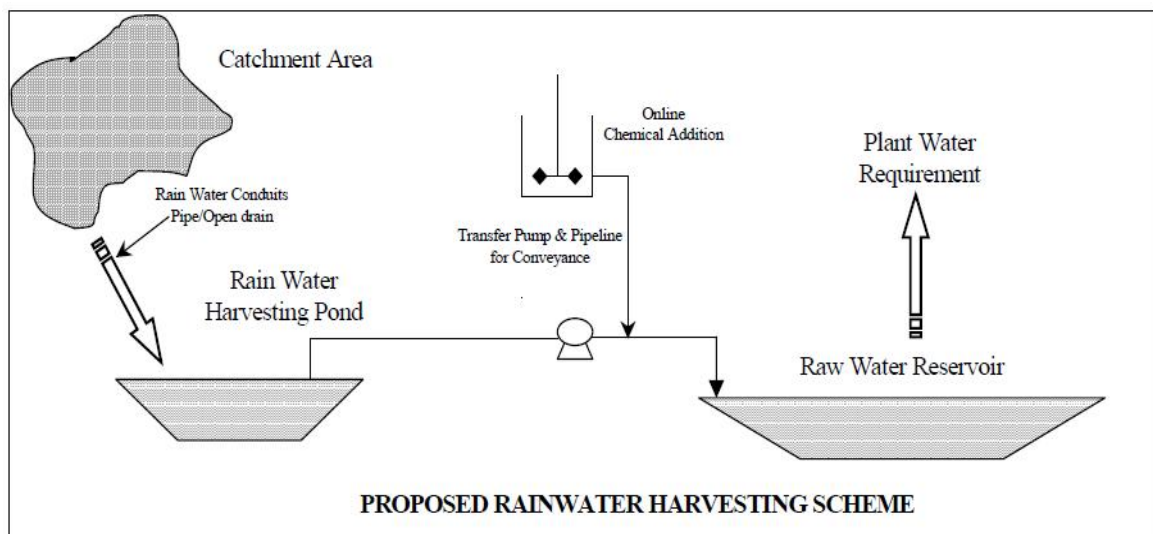 Catchment Area
Online
Chemical Addition
Plant Water
Requirement
Rain Water Conduits
Pipe/Open drain
Transfer Pump & Pipeline
for Conveyance
Rain Water
Harvesting Pond
Raw Water Reservoir
PROPOSED RAINWATER HARVESTING SCHEME